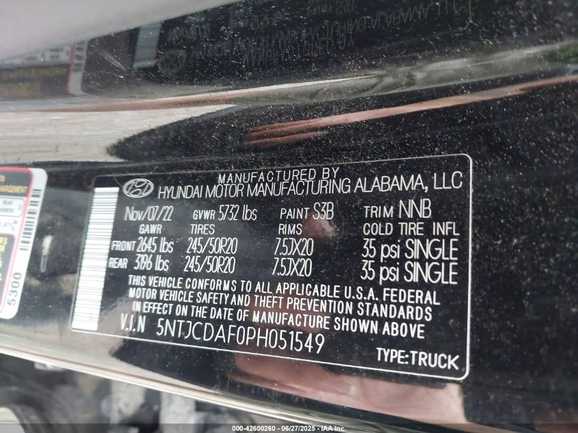 MANUFACTURED BY
HYUNDAI MOTOR MANUFACTURING ALABAMA, LLC
Nov/07/22 GVWR 5732 lbs PAINT S3B TRIM NNB
GAWR TIRES RIMS COLD TIRE INFL
FRONT 2645 lbs 245/50R20 7.5JX20 35 psi SINGLE
REAR 3196 lbs 245/50R20 7.5JX20 35 psi SINGLE
THIS VEHICLE CONFORMS TO ALL APPLICABLE U.S.A. FEDERAL
MOTOR VEHICLE SAFETY AND THEFT PREVENTION STANDARDS
IN EFFECT ON THE DATE OF MANUFACTURE SHOWN ABOVE.
V.I.N 5NTJCDAF0PH051549
TYPE:TRUCK
5300
000-42600260 - 06/27/2025 - IAA Inc.